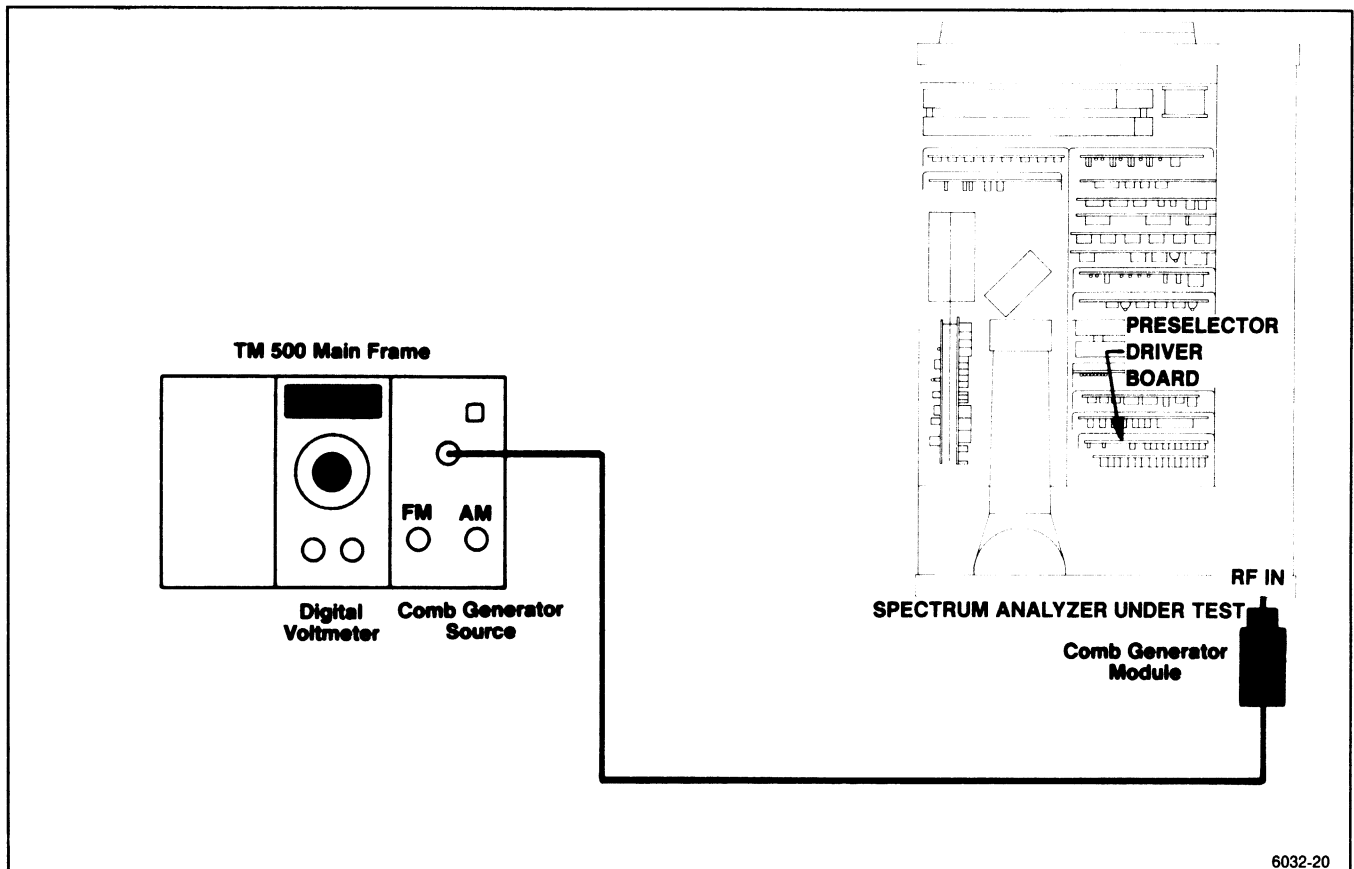 TM 500 Main Frame
FM AM
Digital
Voltmeter
Comb Generator
Source
PRESELECTOR
DRIVER
BOARD
RF IN
SPECTRUM ANALYZER UNDER TEST
Comb Generator
Module
6032-20